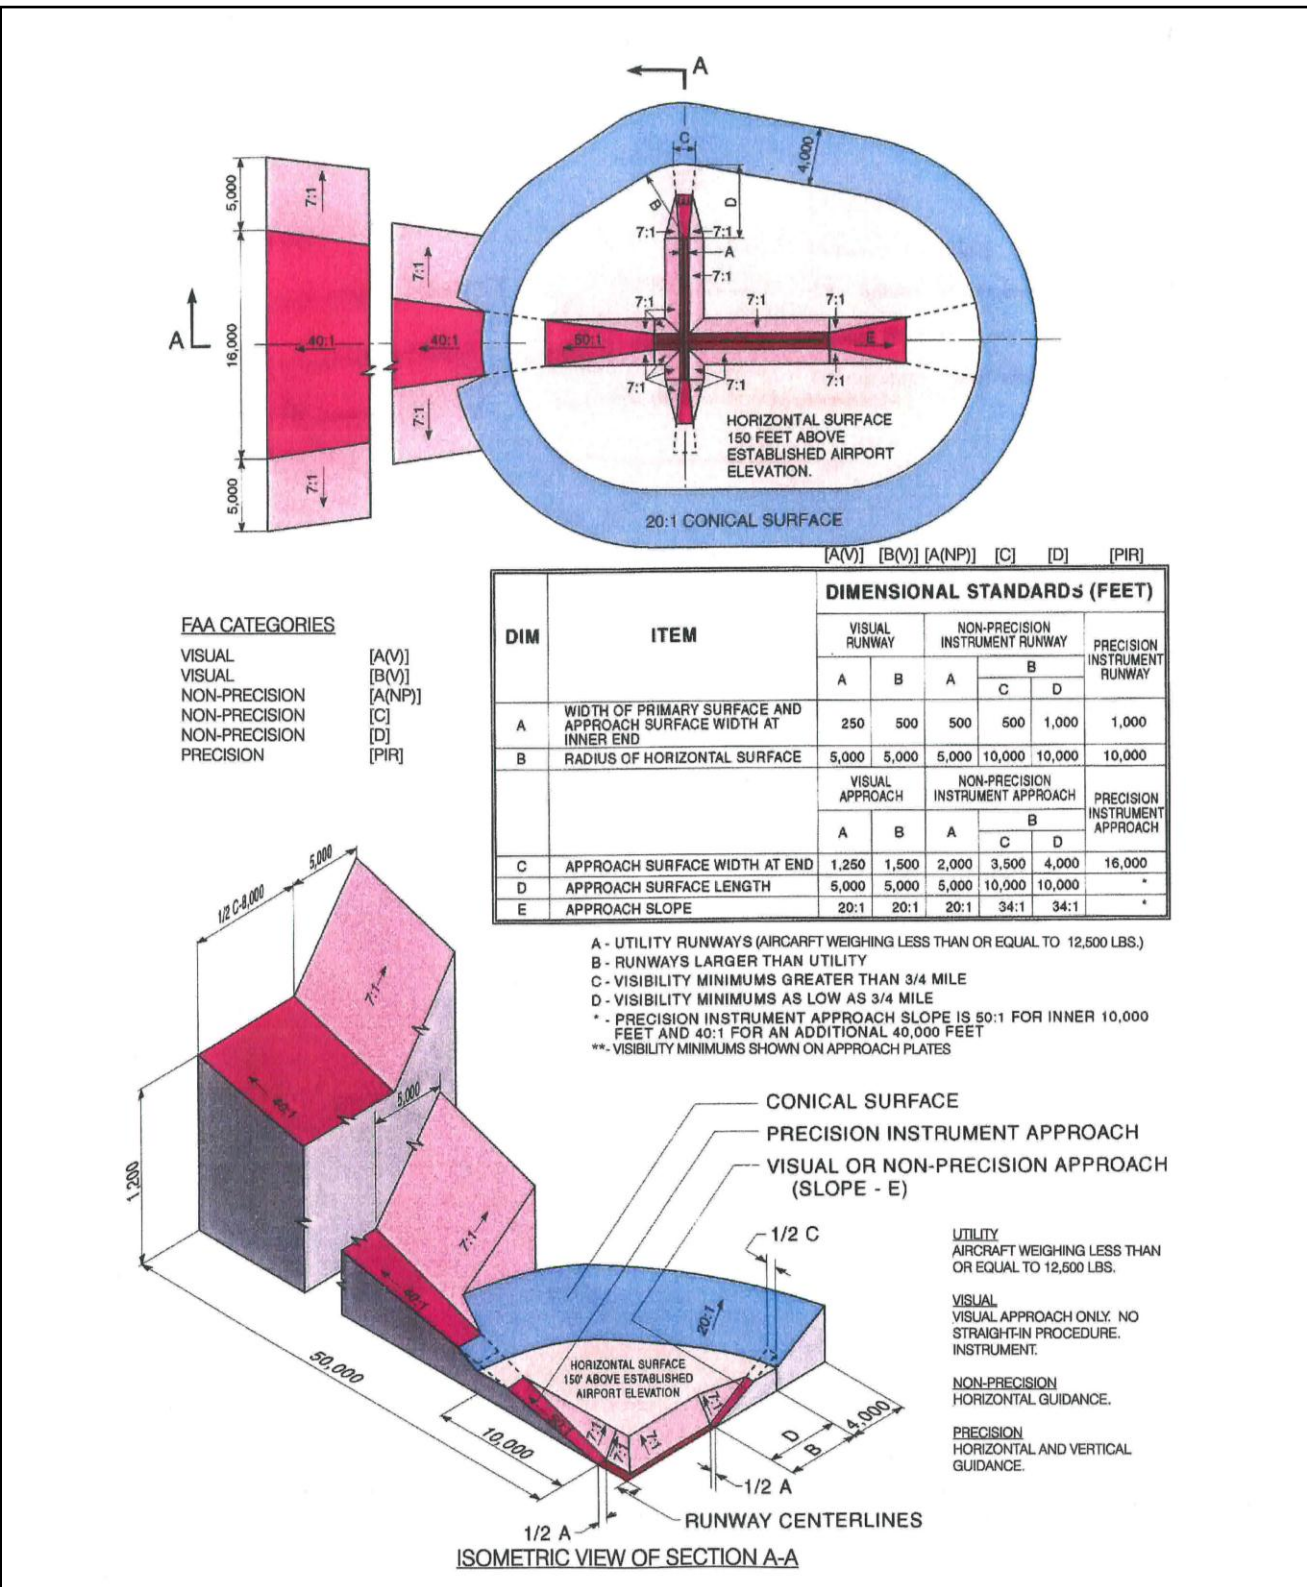 A
C
4,000
5,000
7:1
B
D
7:1
7:1
A
7:1
7:1
7:1
7:1
7:1
A
16,000
40:1
40:1
50:1
E
7:1
7:1
7:1
7:1
HORIZONTAL SURFACE
150 FEET ABOVE
ESTABLISHED AIRPORT
ELEVATION.
5,000
7:1
20:1 CONICAL SURFACE
[A(V)] [B(V)] [A(NP)] [C] [D] [PIR]
DIM ITEM DIMENSIONAL STANDARDS (FEET)
VISUAL RUNWAY NON-PRECISION INSTRUMENT RUNWAY PRECISION INSTRUMENT RUNWAY
A B A B
C D
A WIDTH OF PRIMARY SURFACE AND APPROACH SURFACE WIDTH AT INNER END 250 500 500 500 1,000 1,000
B RADIUS OF HORIZONTAL SURFACE 5,000 5,000 5,000 10,000 10,000 10,000
VISUAL APPROACH NON-PRECISION INSTRUMENT APPROACH PRECISION INSTRUMENT APPROACH
A B A B
C D
C APPROACH SURFACE WIDTH AT END 1,250 1,500 2,000 3,500 4,000 16,000
D APPROACH SURFACE LENGTH 5,000 5,000 5,000 10,000 10,000 *
E APPROACH SLOPE 20:1 20:1 20:1 34:1 34:1 *
FAA CATEGORIES
VISUAL [A(V)]
VISUAL [B(V)]
NON-PRECISION [A(NP)]
NON-PRECISION [C]
NON-PRECISION [D]
PRECISION [PIR]
A - UTILITY RUNWAYS (AIRCARFT WEIGHING LESS THAN OR EQUAL TO 12,500 LBS.)
B - RUNWAYS LARGER THAN UTILITY
C - VISIBILITY MINIMUMS GREATER THAN 3/4 MILE
D - VISIBILITY MINIMUMS AS LOW AS 3/4 MILE
* - PRECISION INSTRUMENT APPROACH SLOPE IS 50:1 FOR INNER 10,000
FEET AND 40:1 FOR AN ADDITIONAL 40,000 FEET
**- VISIBILITY MINIMUMS SHOWN ON APPROACH PLATES
5,000
1/2 C-8,000
7:1
40:1
5,000
1,200
7:1
40:1
50,000
CONICAL SURFACE
PRECISION INSTRUMENT APPROACH
VISUAL OR NON-PRECISION APPROACH
(SLOPE - E)
1/2 C
20:1
HORIZONTAL SURFACE
150' ABOVE ESTABLISHED
AIRPORT ELEVATION
50:1
7:1
7:1
7:1
7:1
10,000
D
B
4,000
1/2 A
1/2 A
RUNWAY CENTERLINES
UTILITY
AIRCRAFT WEIGHING LESS THAN
OR EQUAL TO 12,500 LBS.
VISUAL
VISUAL APPROACH ONLY. NO
STRAIGHT-IN PROCEDURE.
INSTRUMENT.
NON-PRECISION
HORIZONTAL GUIDANCE.
PRECISION
HORIZONTAL AND VERTICAL
GUIDANCE.
ISOMETRIC VIEW OF SECTION A-A